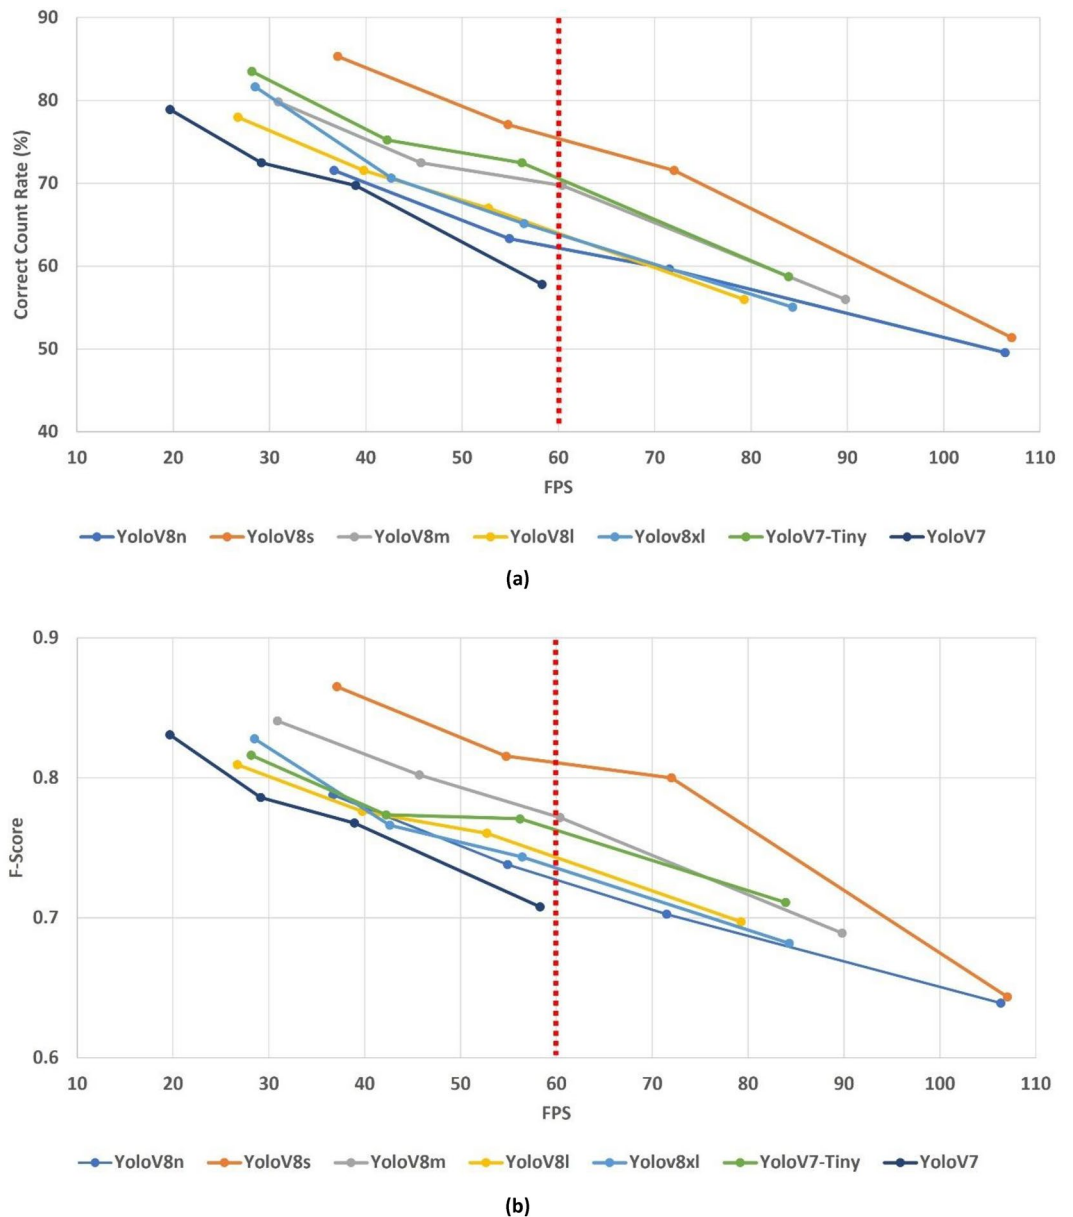 90
80
70
60
50
40
Correct Count Rate (%)
10 20 30 40 50 60 70 80 90 100 110
FPS
YoloV8n YoloV8s YoloV8m YoloV8l Yolov8xl YoloV7-Tiny YoloV7
(a)
0.9
0.8
0.7
0.6
F-Score
10 20 30 40 50 60 70 80 90 100 110
FPS
YoloV8n YoloV8s YoloV8m YoloV8l Yolov8xl YoloV7-Tiny YoloV7
(b)